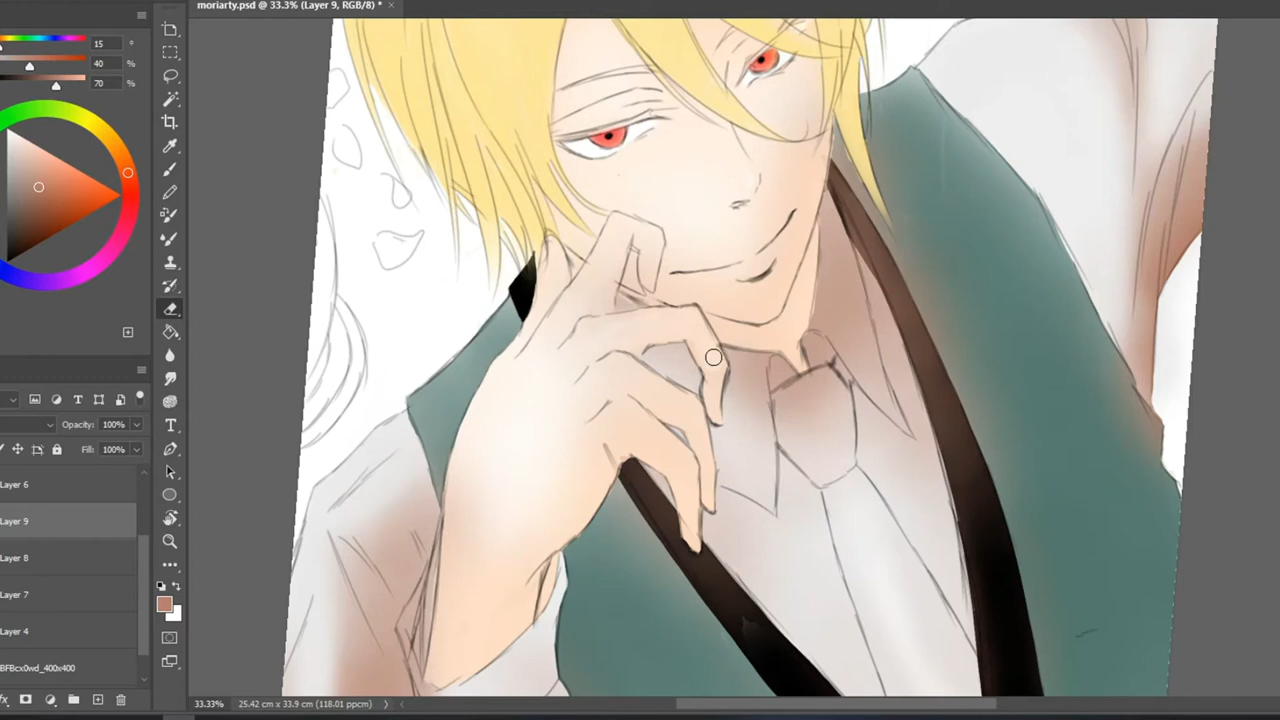 moriarty.psd @ 33.3% (Layer 9, RGB/8) * ×
15 °
40 %
70 %
Opacity: 100%
Fill: 100%
Layer 6
Layer 9
Layer 8
Layer 7
Layer 4
BFBcx0wd_400x400
fx
33.33% 25.42 cm x 33.9 cm (118.01 ppcm)